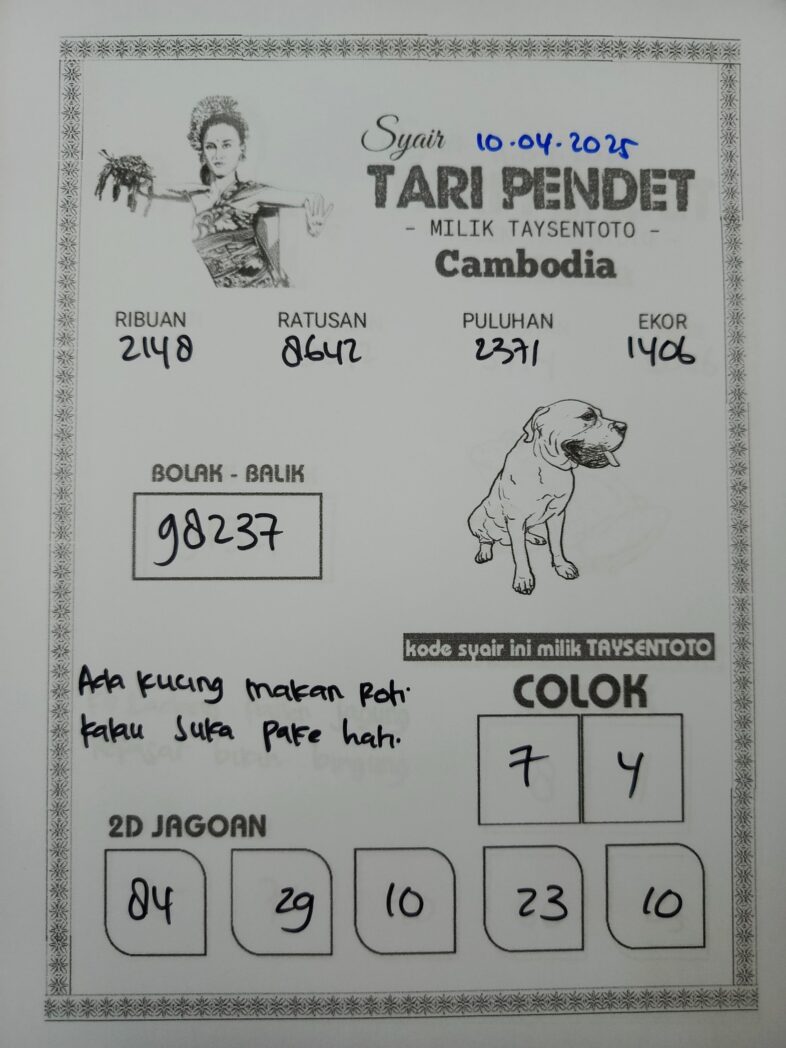 Syair 10.04.2025
TARI PENDET
- MILIK TAYSENTOTO -
Cambodia
RIBUAN RATUSAN PULUHAN EKOR
2148 8642 2371 1406
BOLAK - BALIK
98237
kode syair ini milik TAYSENTOTO
Ada kucing makan Roti.
kalau suka pake hati.
COLOK
7 4
2D JAGOAN
84 29 10 23 10